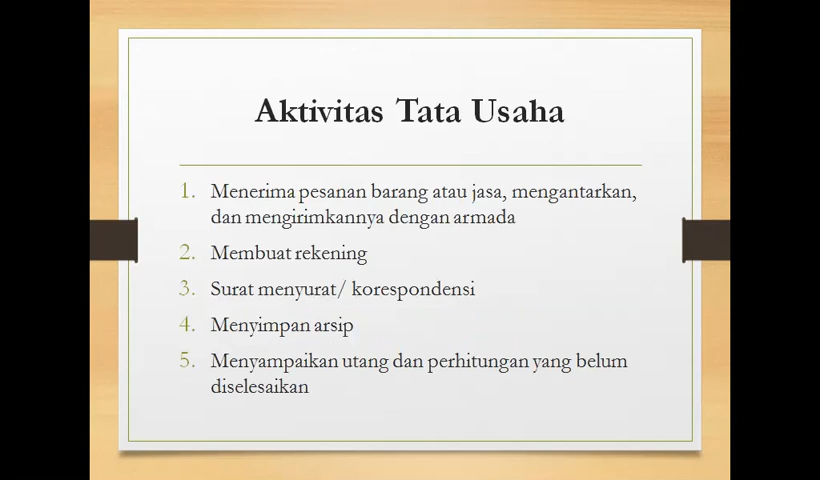 Aktivitas Tata Usaha
1. Menerima pesanan barang atau jasa, mengantarkan,
dan mengirimkannya dengan armada
2. Membuat rekening
3. Surat menyurat/ korespondensi
4. Menyimpan arsip
5. Menyampaikan utang dan perhitungan yang belum
diselesaikan